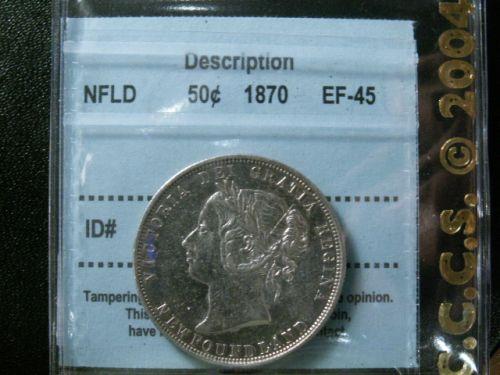 Description
NFLD 50¢ 1870 EF-45
VICTORIA DEI GRATIA REGINA
NEWFOUNDLAND
ID#
Tampering opinion.
This
have
C.C.C.S. © 2004